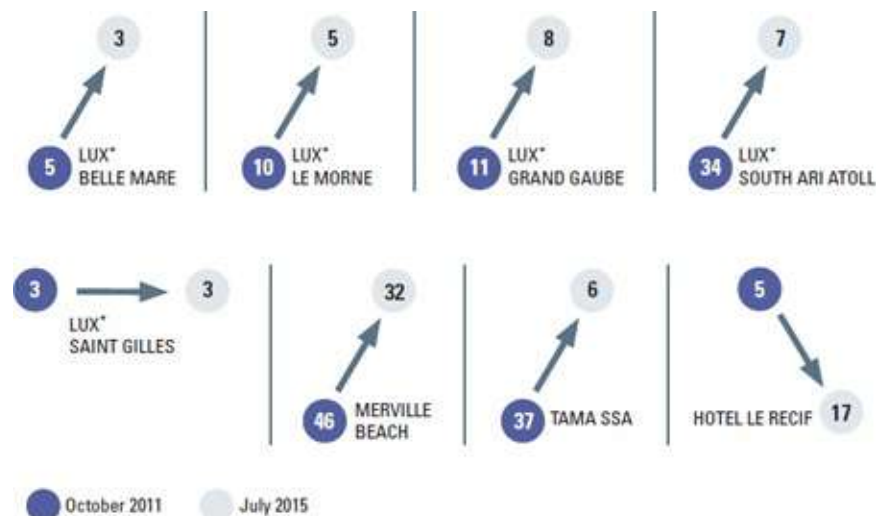 3
5
8
7
5
LUX*
BELLE MARE
10
LUX*
LE MORNE
11
LUX*
GRAND GAUBE
34
LUX*
SOUTH ARI ATOLL
3
3
LUX*
SAINT GILLES
32
6
5
46
MERVILLE
BEACH
37
TAMASSA
HOTEL LE RECIF
17
October 2011
July 2015